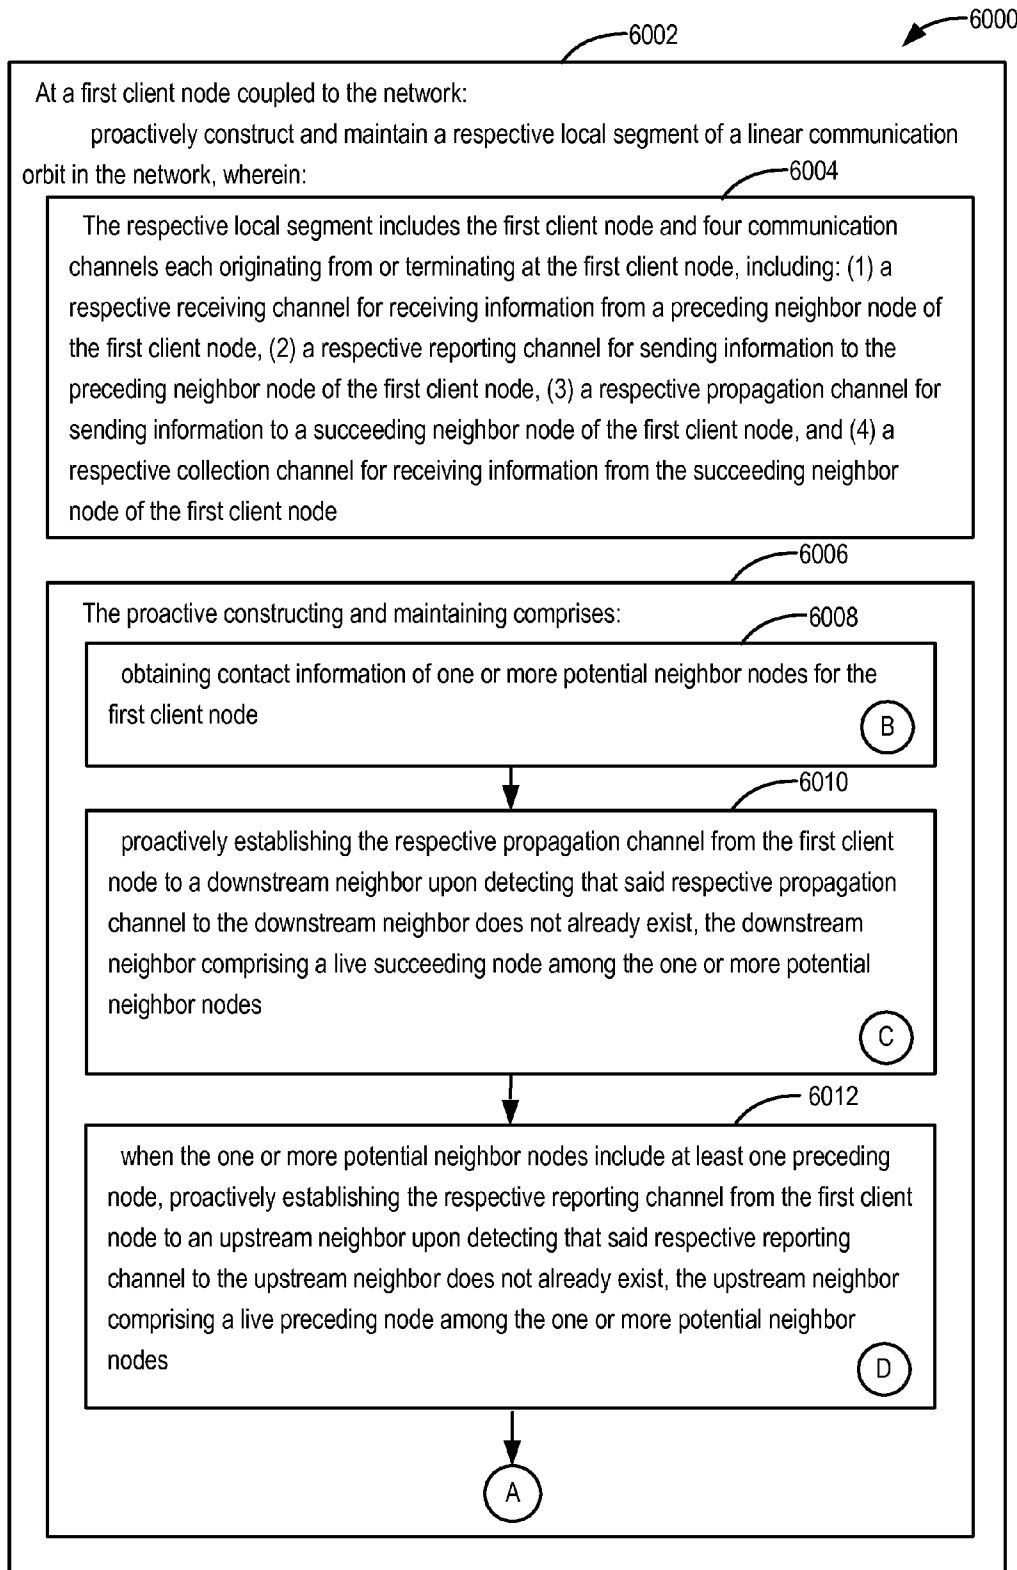 6000
6002
At a first client node coupled to the network:
proactively construct and maintain a respective local segment of a linear communication
orbit in the network, wherein:
6004
The respective local segment includes the first client node and four communication
channels each originating from or terminating at the first client node, including: (1) a
respective receiving channel for receiving information from a preceding neighbor node of
the first client node, (2) a respective reporting channel for sending information to the
preceding neighbor node of the first client node, (3) a respective propagation channel for
sending information to a succeeding neighbor node of the first client node, and (4) a
respective collection channel for receiving information from the succeeding neighbor
node of the first client node
6006
The proactive constructing and maintaining comprises:
6008
obtaining contact information of one or more potential neighbor nodes for the
first client node
B
6010
proactively establishing the respective propagation channel from the first client
node to a downstream neighbor upon detecting that said respective propagation
channel to the downstream neighbor does not already exist, the downstream
neighbor comprising a live succeeding node among the one or more potential
neighbor nodes
C
6012
when the one or more potential neighbor nodes include at least one preceding
node, proactively establishing the respective reporting channel from the first client
node to an upstream neighbor upon detecting that said respective reporting
channel to the upstream neighbor does not already exist, the upstream neighbor
comprising a live preceding node among the one or more potential neighbor
nodes
D
A